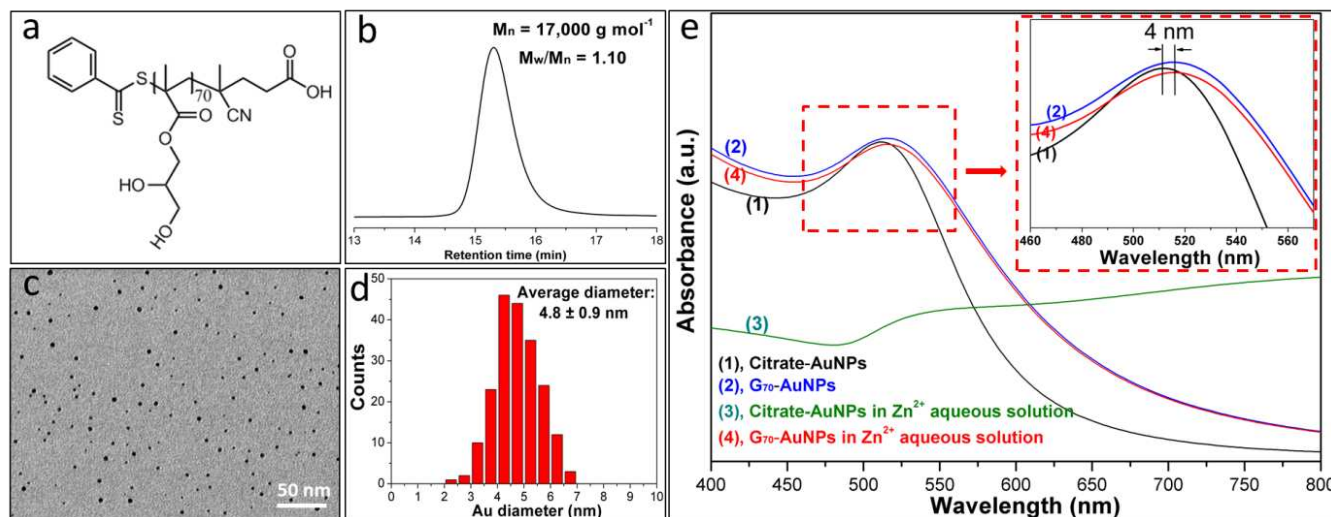 a
S
70
OH
O
S
CN
O
O
HO
HO
b
Mn = 17,000 g mol⁻¹
Mw/Mn = 1.10
13 14 15 16 17 18
Retention time (min)
c
50 nm
d
Average diameter:
4.8 ± 0.9 nm
50
40
30
20
10
0
Counts
0 1 2 3 4 5 6 7 8 9 10
Au diameter (nm)
e
Absorbance (a.u.)
(2)
(4)
(1)
(3)
(1), Citrate-AuNPs
(2), G70-AuNPs
(3), Citrate-AuNPs in Zn²⁺ aqueous solution
(4), G70-AuNPs in Zn²⁺ aqueous solution
400 450 500 550 600 650 700 750 800
Wavelength (nm)
4 nm
(2)
(4)
(1)
460 480 500 520 540 560
Wavelength (nm)